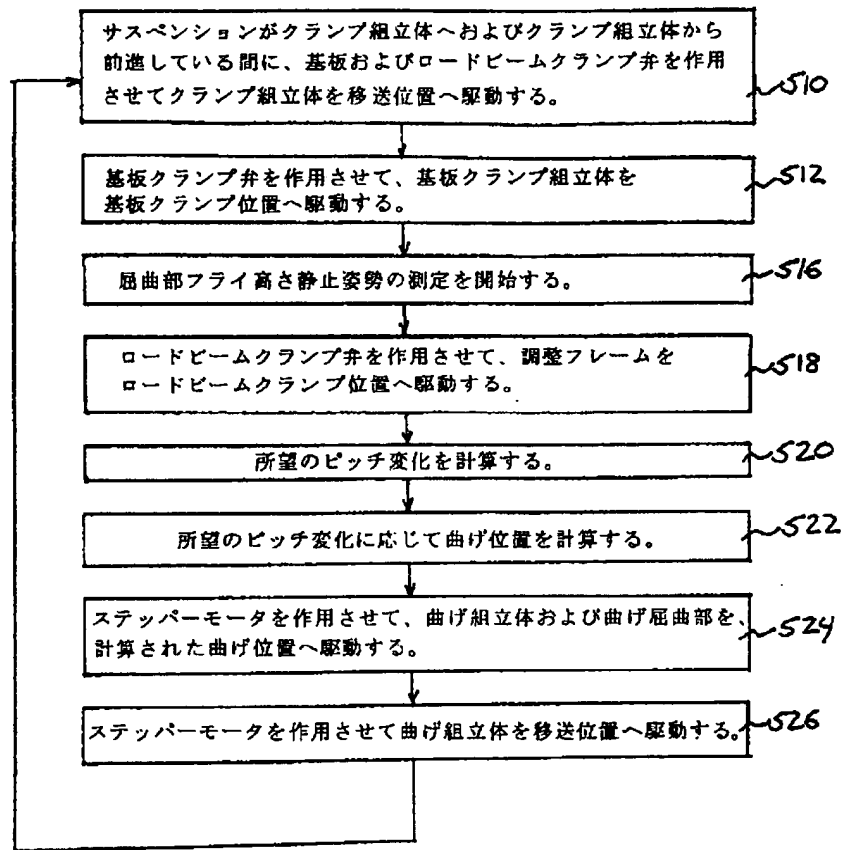 サスペンションがクランプ組立体へおよびクランプ組立体から
前進している間に、基板およびロードビームクランプ弁を作用
させてクランプ組立体を移送位置へ駆動する。
510
基板クランプ弁を作用させて、基板クランプ組立体を
基板クランプ位置へ駆動する。
512
屈曲部フライ高さ静止姿勢の測定を開始する。
516
ロードビームクランプ弁を作用させて、調整フレームを
ロードビームクランプ位置へ駆動する。
518
所望のピッチ変化を計算する。
520
所望のピッチ変化に応じて曲げ位置を計算する。
522
ステッパーモータを作用させて、曲げ組立体および曲げ屈曲部を、
計算された曲げ位置へ駆動する。
524
ステッパーモータを作用させて曲げ組立体を移送位置へ駆動する。
526